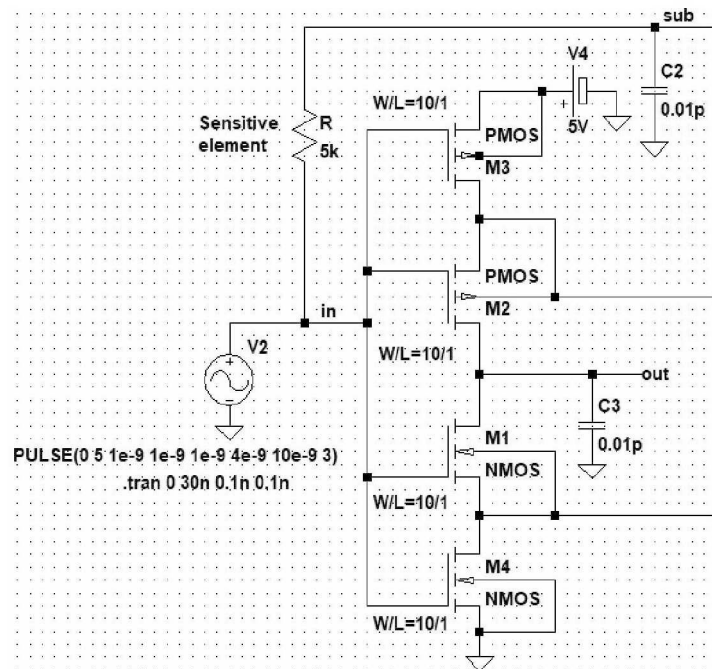 sub
V4
C2
0.01p
W/L=10/1
+
5V
Sensitive
element
R
5k
PMOS
M3
PMOS
M2
in
V2
+
W/L=10/1
out
C3
0.01p
M1
NMOS
PULSE(0 5 1e-9 1e-9 1e-9 4e-9 10e-9 3)
.tran 0 30n 0.1n 0.1n
W/L=10/1
M4
NMOS
W/L=10/1